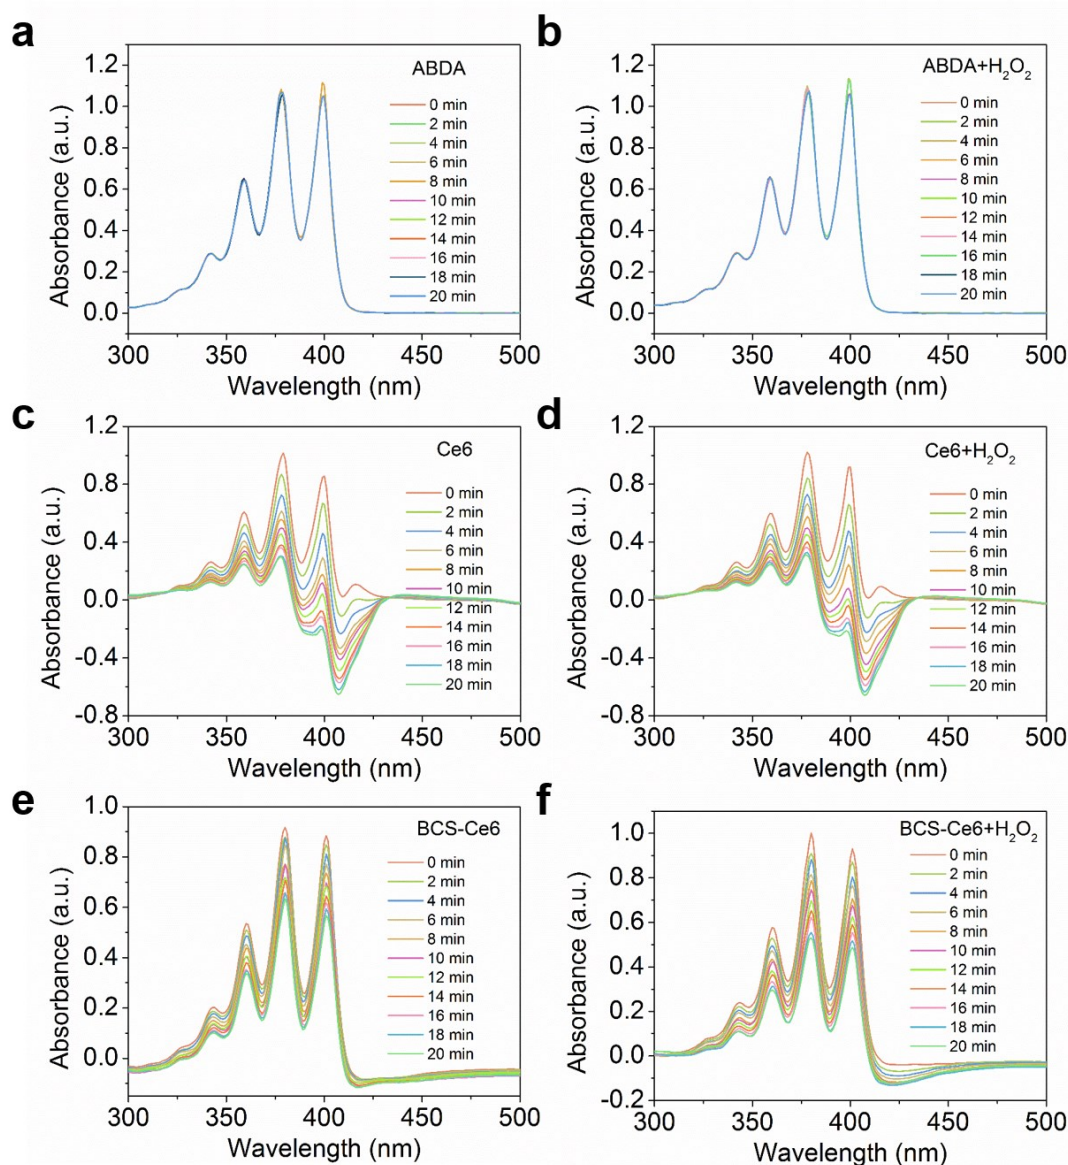 a
ABDA
1.2
1.0
0.8
0.6
0.4
0.2
0.0
Absorbance (a.u.)
0 min
2 min
4 min
6 min
8 min
10 min
12 min
14 min
16 min
18 min
20 min
300
350
400
450
500
Wavelength (nm)
b
ABDA+H₂O₂
1.2
1.0
0.8
0.6
0.4
0.2
0.0
Absorbance (a.u.)
0 min
2 min
4 min
6 min
8 min
10 min
12 min
14 min
16 min
18 min
20 min
300
350
400
450
500
Wavelength (nm)
c
Ce6
1.2
0.8
0.4
0.0
-0.4
-0.8
Absorbance (a.u.)
0 min
2 min
4 min
6 min
8 min
10 min
12 min
14 min
16 min
18 min
20 min
300
350
400
450
500
Wavelength (nm)
d
Ce6+H₂O₂
1.2
0.8
0.4
0.0
-0.4
-0.8
Absorbance (a.u.)
0 min
2 min
4 min
6 min
8 min
10 min
12 min
14 min
16 min
18 min
20 min
300
350
400
450
500
Wavelength (nm)
e
BCS-Ce6
1.0
0.8
0.6
0.4
0.2
0.0
Absorbance (a.u.)
0 min
2 min
4 min
6 min
8 min
10 min
12 min
14 min
16 min
18 min
20 min
300
350
400
450
500
Wavelength (nm)
f
BCS-Ce6+H₂O₂
1.0
0.8
0.6
0.4
0.2
0.0
-0.2
Absorbance (a.u.)
0 min
2 min
4 min
6 min
8 min
10 min
12 min
14 min
16 min
18 min
20 min
300
350
400
450
500
Wavelength (nm)